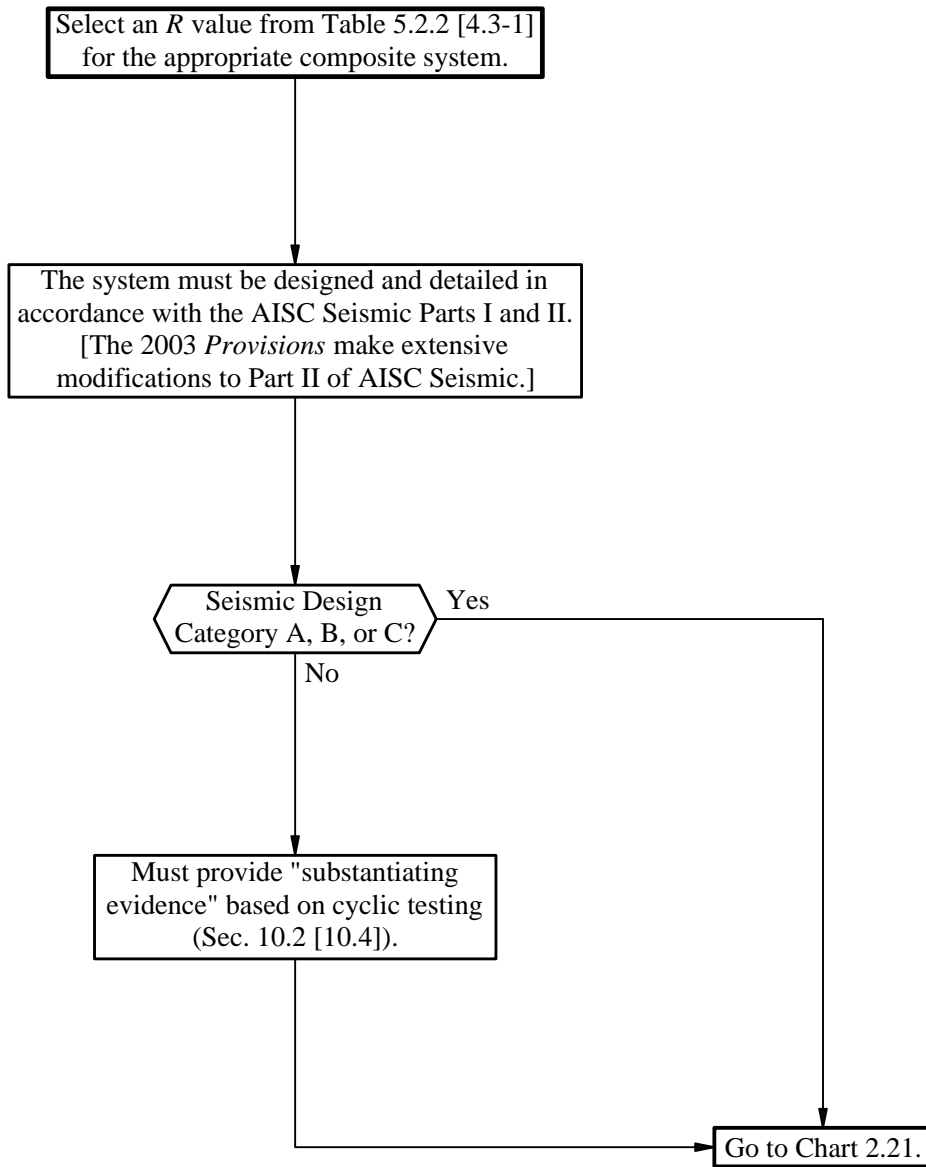 Select an R value from Table 5.2.2 [4.3-1]
for the appropriate composite system.
The system must be designed and detailed in
accordance with the AISC Seismic Parts I and II.
[The 2003 Provisions make extensive
modifications to Part II of AISC Seismic.]
Seismic Design
Category A, B, or C?
Yes
No
Must provide "substantiating
evidence" based on cyclic testing
(Sec. 10.2 [10.4]).
Go to Chart 2.21.